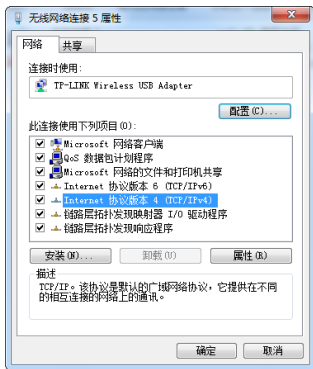 无线网络连接 5 属性
网络
共享
连接时使用:
TP-LINK Wireless USB Adapter
配置(C)...
此连接使用下列项目(O):
Microsoft 网络客户端
QoS 数据包计划程序
Microsoft 网络的文件和打印机共享
Internet 协议版本 6 (TCP/IPv6)
Internet 协议版本 4 (TCP/IPv4)
链路层拓扑发现映射器 I/O 驱动程序
链路层拓扑发现响应程序
安装(N)...
卸载(U)
属性(R)
描述
TCP/IP。该协议是默认的广域网络协议，它提供在不同
的相互连接的网络上的通讯。
确定
取消